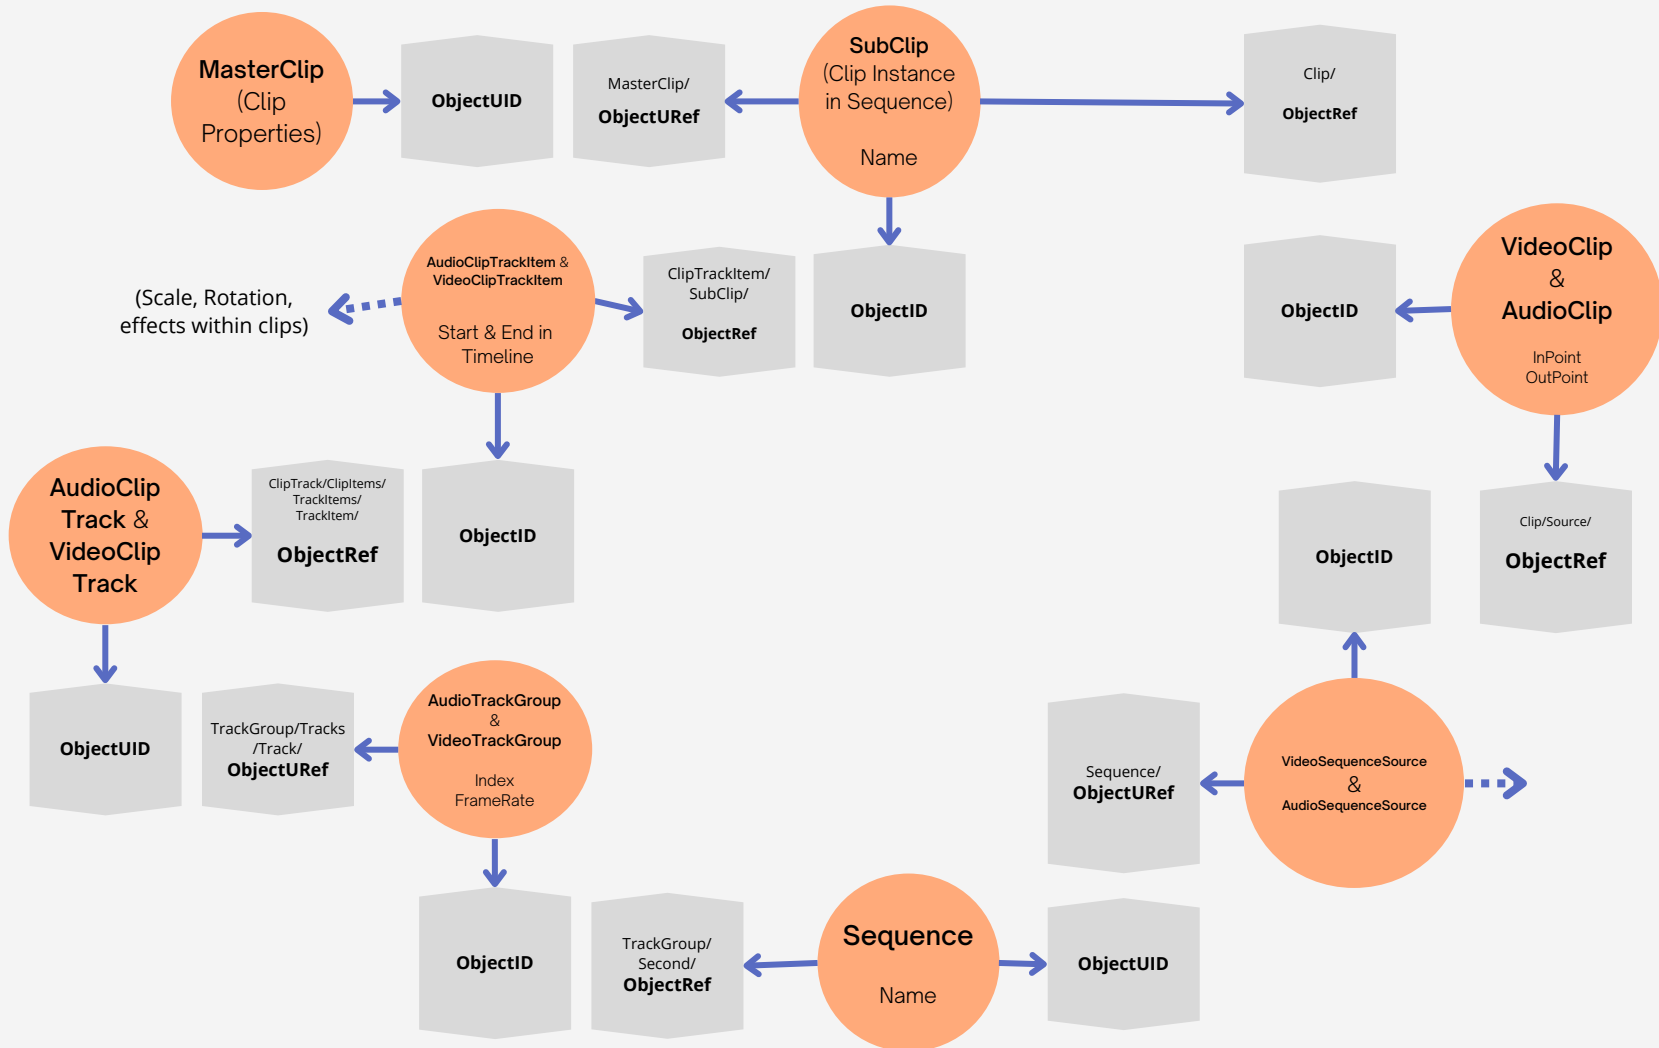 MasterClip
(Clip
Properties)
ObjectUID
MasterClip/
ObjectURef
SubClip
(Clip Instance
in Sequence)
Name
Clip/
ObjectRef
(Scale, Rotation,
effects within clips)
AudioClipTrackItem &
VideoClipTrackItem
Start & End in
Timeline
ClipTrackItem/
SubClip/
ObjectRef
ObjectID
ObjectID
VideoClip
&
AudioClip
InPoint
OutPoint
AudioClip
Track &
VideoClip
Track
ClipTrack/ClipItems/
TrackItems/
TrackItem/
ObjectRef
ObjectID
ObjectID
Clip/Source/
ObjectRef
ObjectUID
TrackGroup/Tracks
/Track/
ObjectURef
AudioTrackGroup
&
VideoTrackGroup
Index
FrameRate
Sequence/
ObjectURef
VideoSequenceSource
&
AudioSequenceSource
ObjectID
TrackGroup/
Second/
ObjectRef
Sequence
Name
ObjectUID